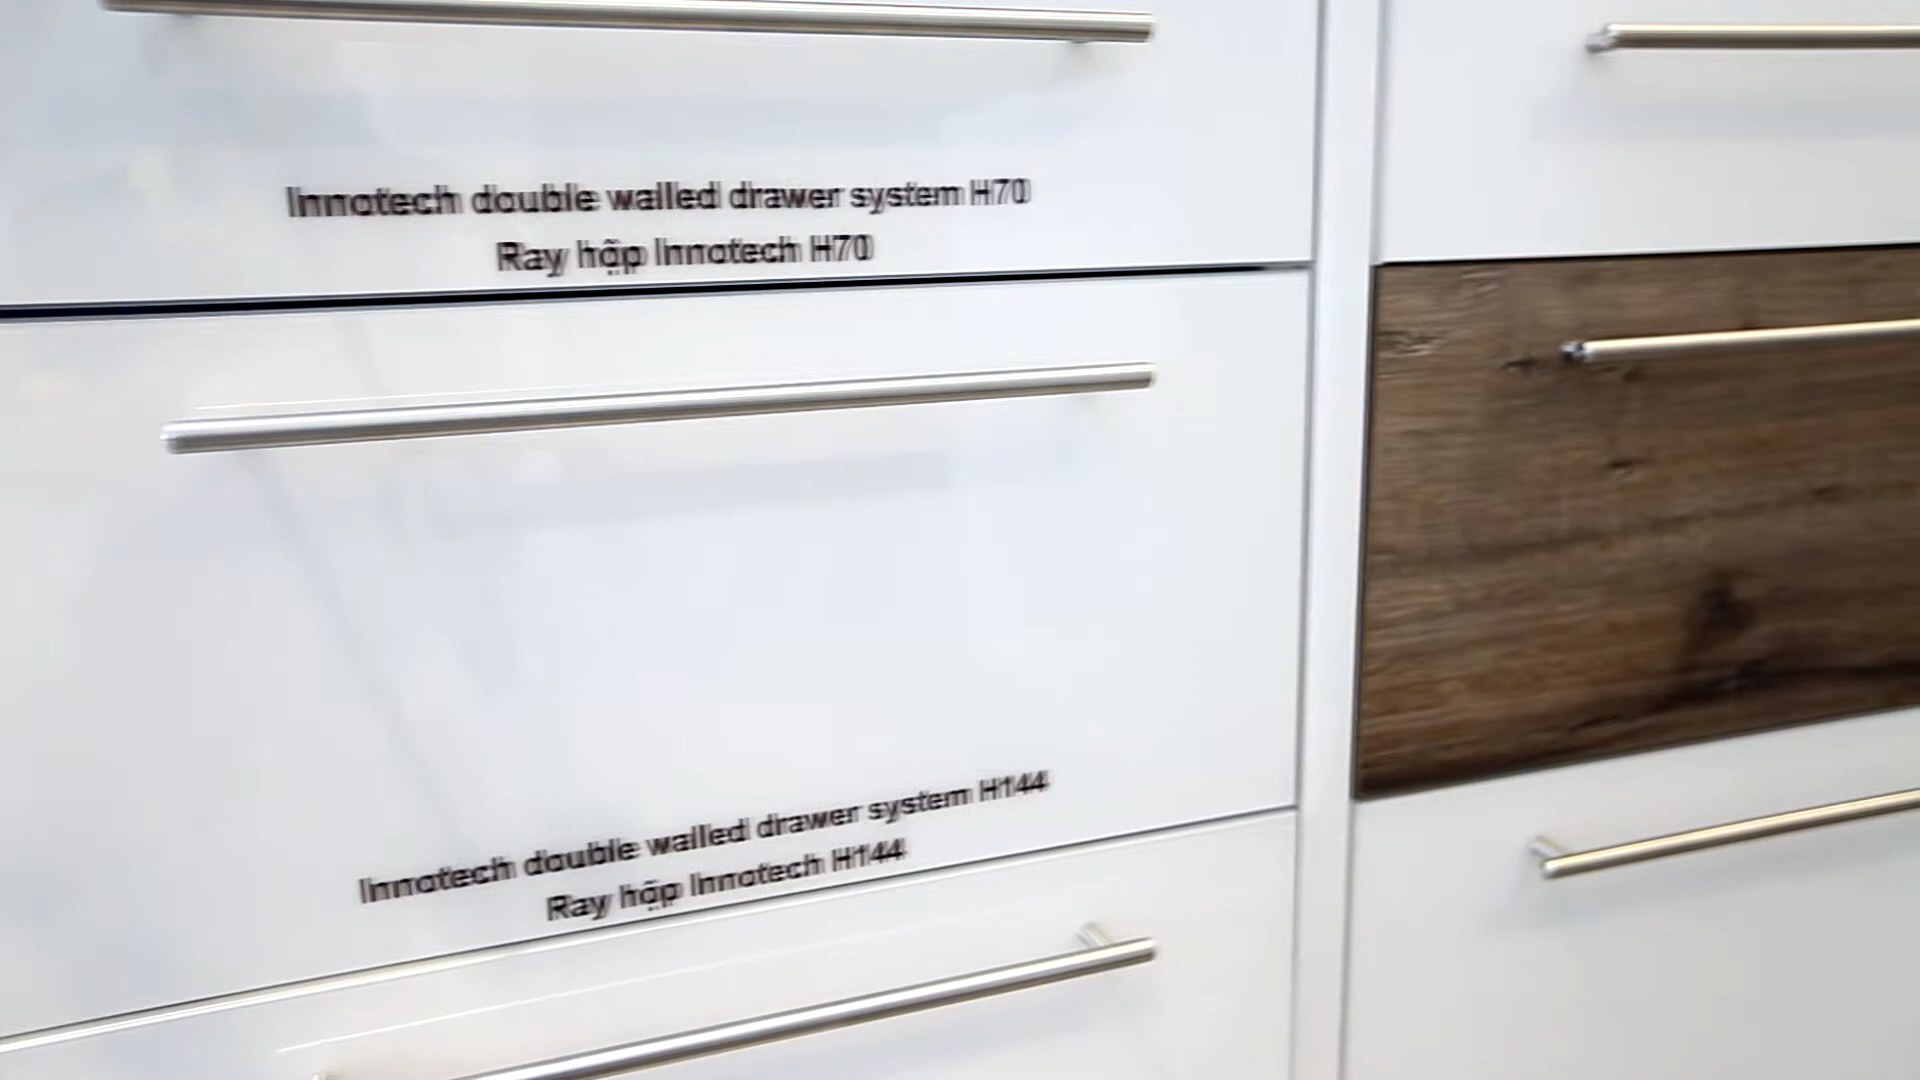 Innotech double walled drawer system H70
Ray hộp Innotech H70
Innotech double walled drawer system H144
Ray hộp Innotech H144